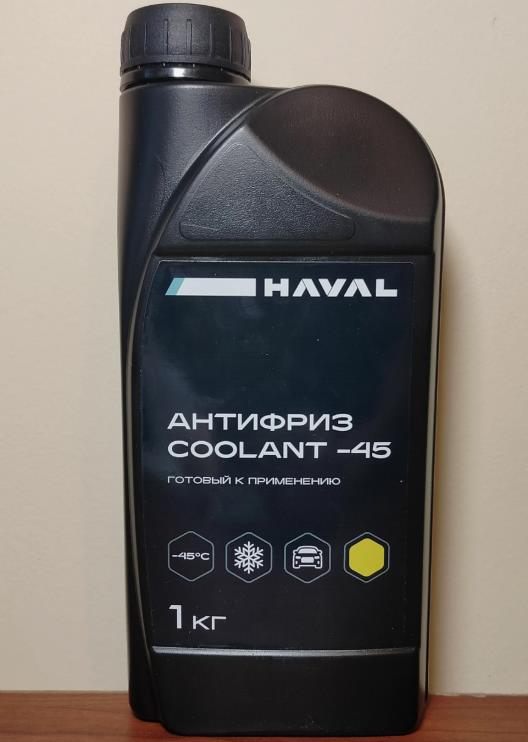 HAVAL
АНТИФРИЗ
COOLANT -45
ГОТОВЫЙ К ПРИМЕНЕНИЮ
-45°C
1 кг